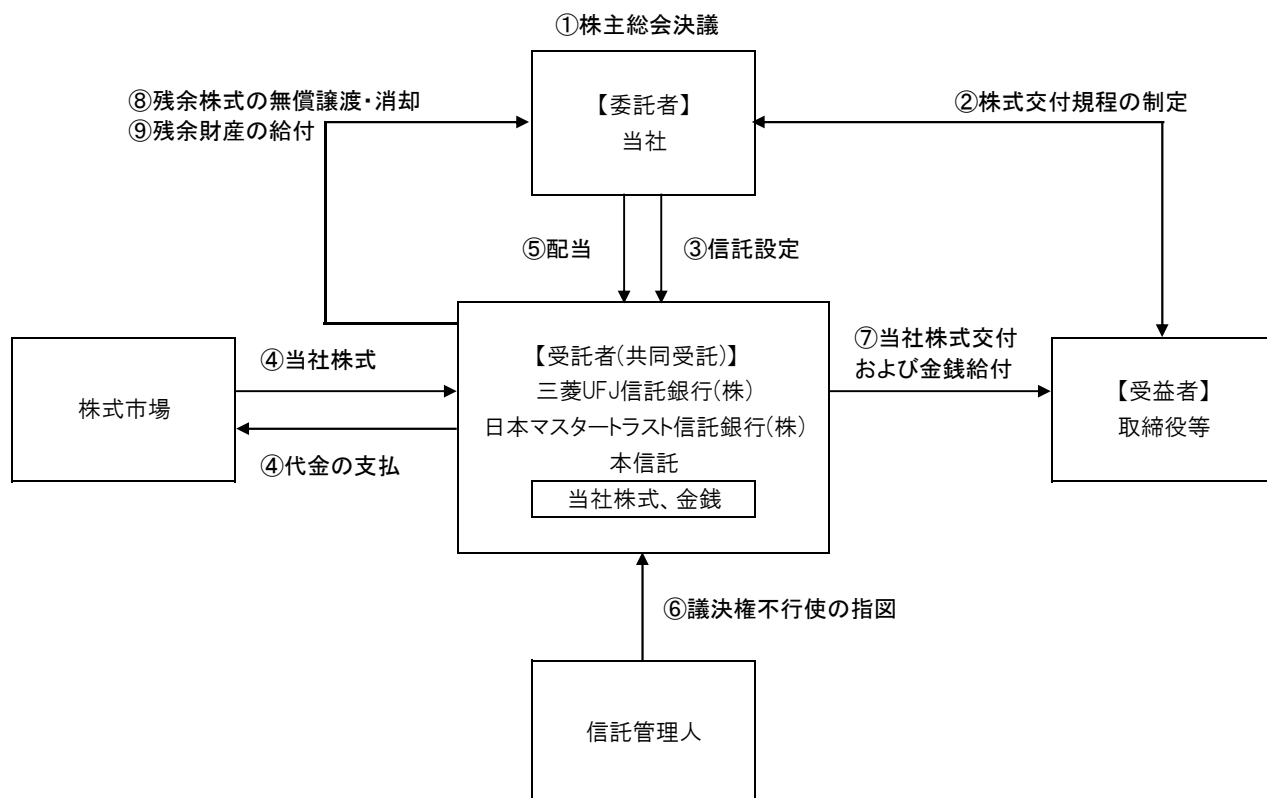 ①株主総会決議
⑧残余株式の無償譲渡・消却
⑨残余財産の給付
【委託者】
当社
②株式交付規程の制定
⑤配当
③信託設定
株式市場
④当社株式
④代金の支払
【受託者(共同受託)】
三菱UFJ信託銀行(株)
日本マスタートラスト信託銀行(株)
本信託
当社株式、金銭
⑦当社株式交付
および金銭給付
【受益者】
取締役等
⑥議決権不行使の指図
信託管理人